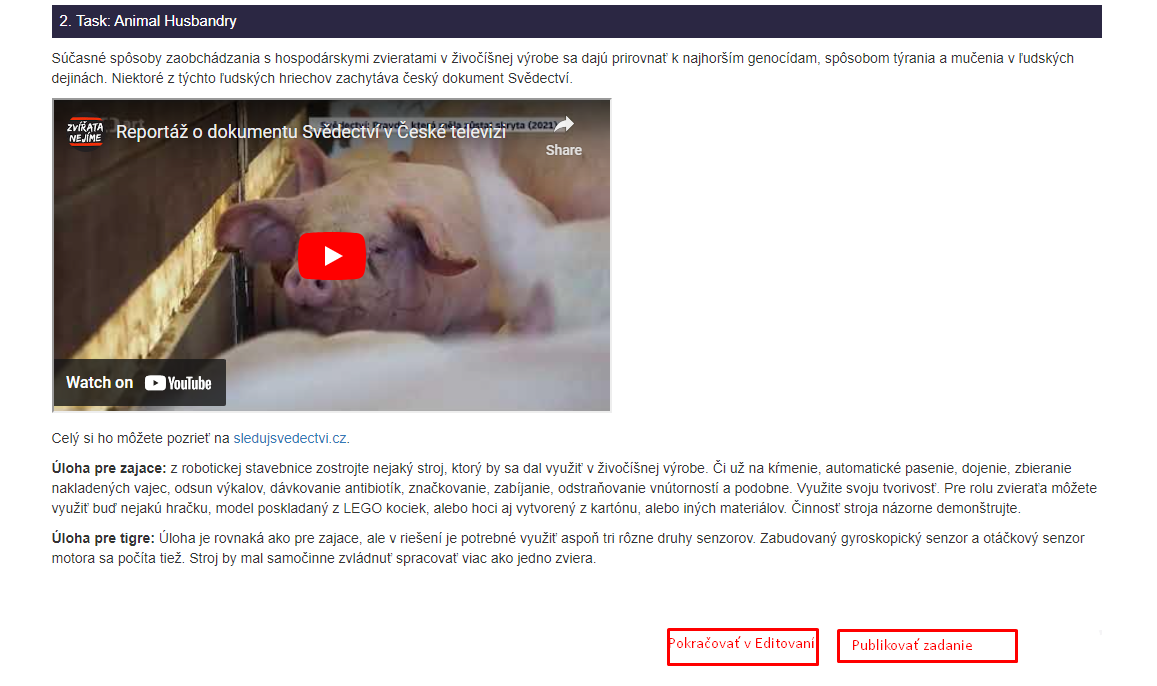 2. Task: Animal Husbandry
Súčasné spôsoby zaobchádzania s hospodárskymi zvieratami v živočíšnej výrobe sa dajú prirovnať k najhorším genocídam, spôsobom týrania a mučenia v ľudských
dejinách. Niektoré z týchto ľudských hriechov zachytáva český dokument Svědectví.
ZVÍŘATA
NEJÍME
Reportáž o dokumentu Svědectví v České televizi
Share
Watch on YouTube
Celý si ho môžete pozrieť na sledujsvedectvi.cz.
Úloha pre zajace: z robotickej stavebnice zostrojte nejaký stroj, ktorý by sa dal využiť v živočíšnej výrobe. Či už na kŕmenie, automatické pasenie, dojenie, zbieranie
nakladených vajec, odsun výkalov, dávkovanie antibiotík, značkovanie, zabíjanie, odstraňovanie vnútorností a podobne. Využite svoju tvorivosť. Pre rolu zvieraťa môžete
využiť buď nejakú hračku, model poskladaný z LEGO kociek, alebo hoci aj vytvorený z kartónu, alebo iných materiálov. Činnosť stroja názorne demonštrujte.
Úloha pre tigre: Úloha je rovnaká ako pre zajace, ale v riešení je potrebné využiť aspoň tri rôzne druhy senzorov. Zabudovaný gyroskopický senzor a otáčkový senzor
motora sa počíta tiež. Stroj by mal samočinne zvládnuť spracovať viac ako jedno zviera.
Pokračovať v Editovaní
Publikovať zadanie